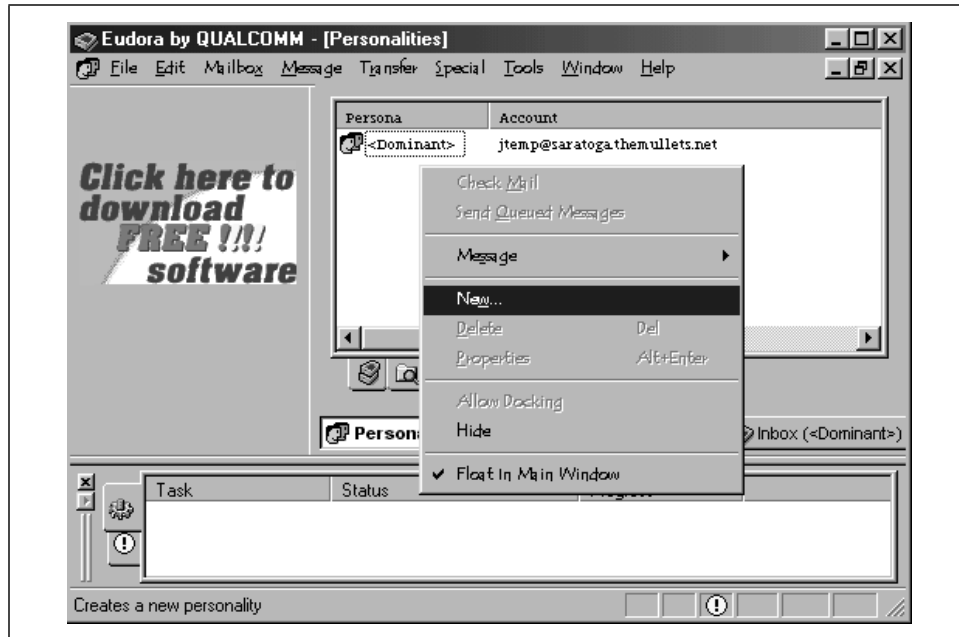 Eudora by QUALCOMM - [Personalities]
File Edit Mailbox Message Transfer Special Tools Window Help
Persona Account
<Dominant> jtemp@saratoga.themullets.net
Click here to
download
FREE !!!!
software
Check Mail
Send Queued Messages
Message
New...
Delete Del
Properties Alt+Enter
Allow Docking
Hide
Float In Main Window
Person
Inbox (<Dominant>)
Task Status
Creates a new personality